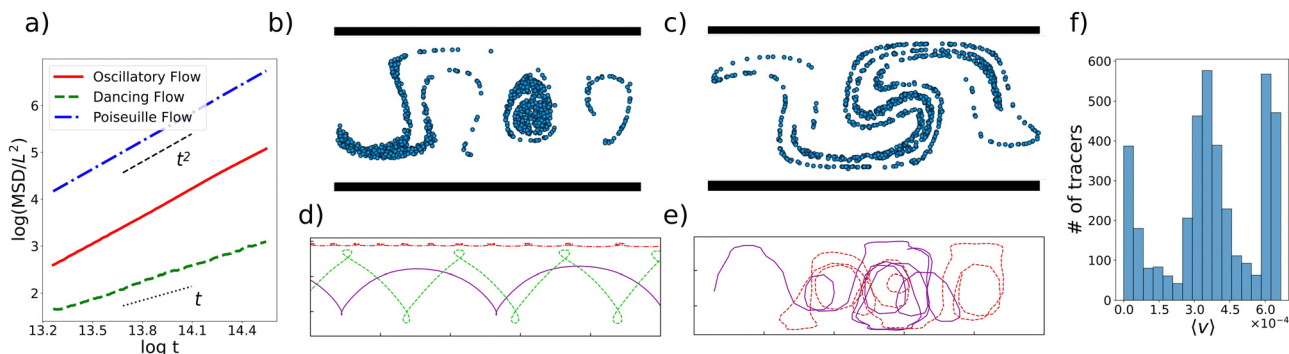 a)
Oscillatory Flow
Dancing Flow
Poiseuille Flow
t²
t
log(MSD/L²)
6
5
4
3
2
13.2
13.5
13.8
14.1
14.4
log t
b)
c)
d)
e)
f)
# of tracers
600
500
400
300
200
100
0
0.0
1.5
3.0
4.5
6.0
×10⁻⁴
⟨v⟩